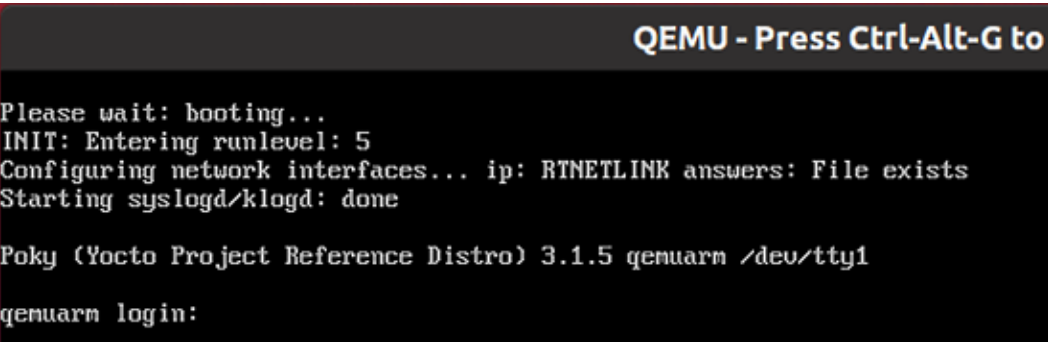 QEMU - Press Ctrl-Alt-G to
Please wait: booting...
INIT: Entering runlevel: 5
Configuring network interfaces... ip: RTNETLINK answers: File exists
Starting syslogd/klogd: done
Poky (Yocto Project Reference Distro) 3.1.5 qemuarm /dev/tty1
qemuarm login: